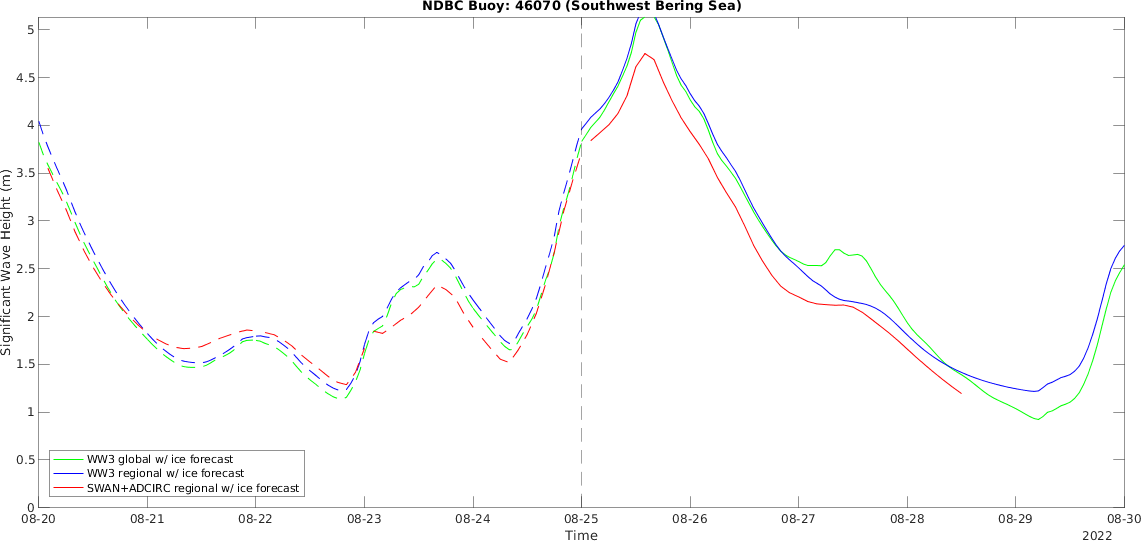 NDBC Buoy: 46070 (Southwest Bering Sea)
5
4.5
4
3.5
3
2.5
2
1.5
1
0.5
0
Significant Wave Height (m)
WW3 global w/ ice forecast
WW3 regional w/ ice forecast
SWAN+ADCIRC regional w/ ice forecast
08-20 08-21 08-22 08-23 08-24 08-25 08-26 08-27 08-28 08-29 08-30
Time
2022